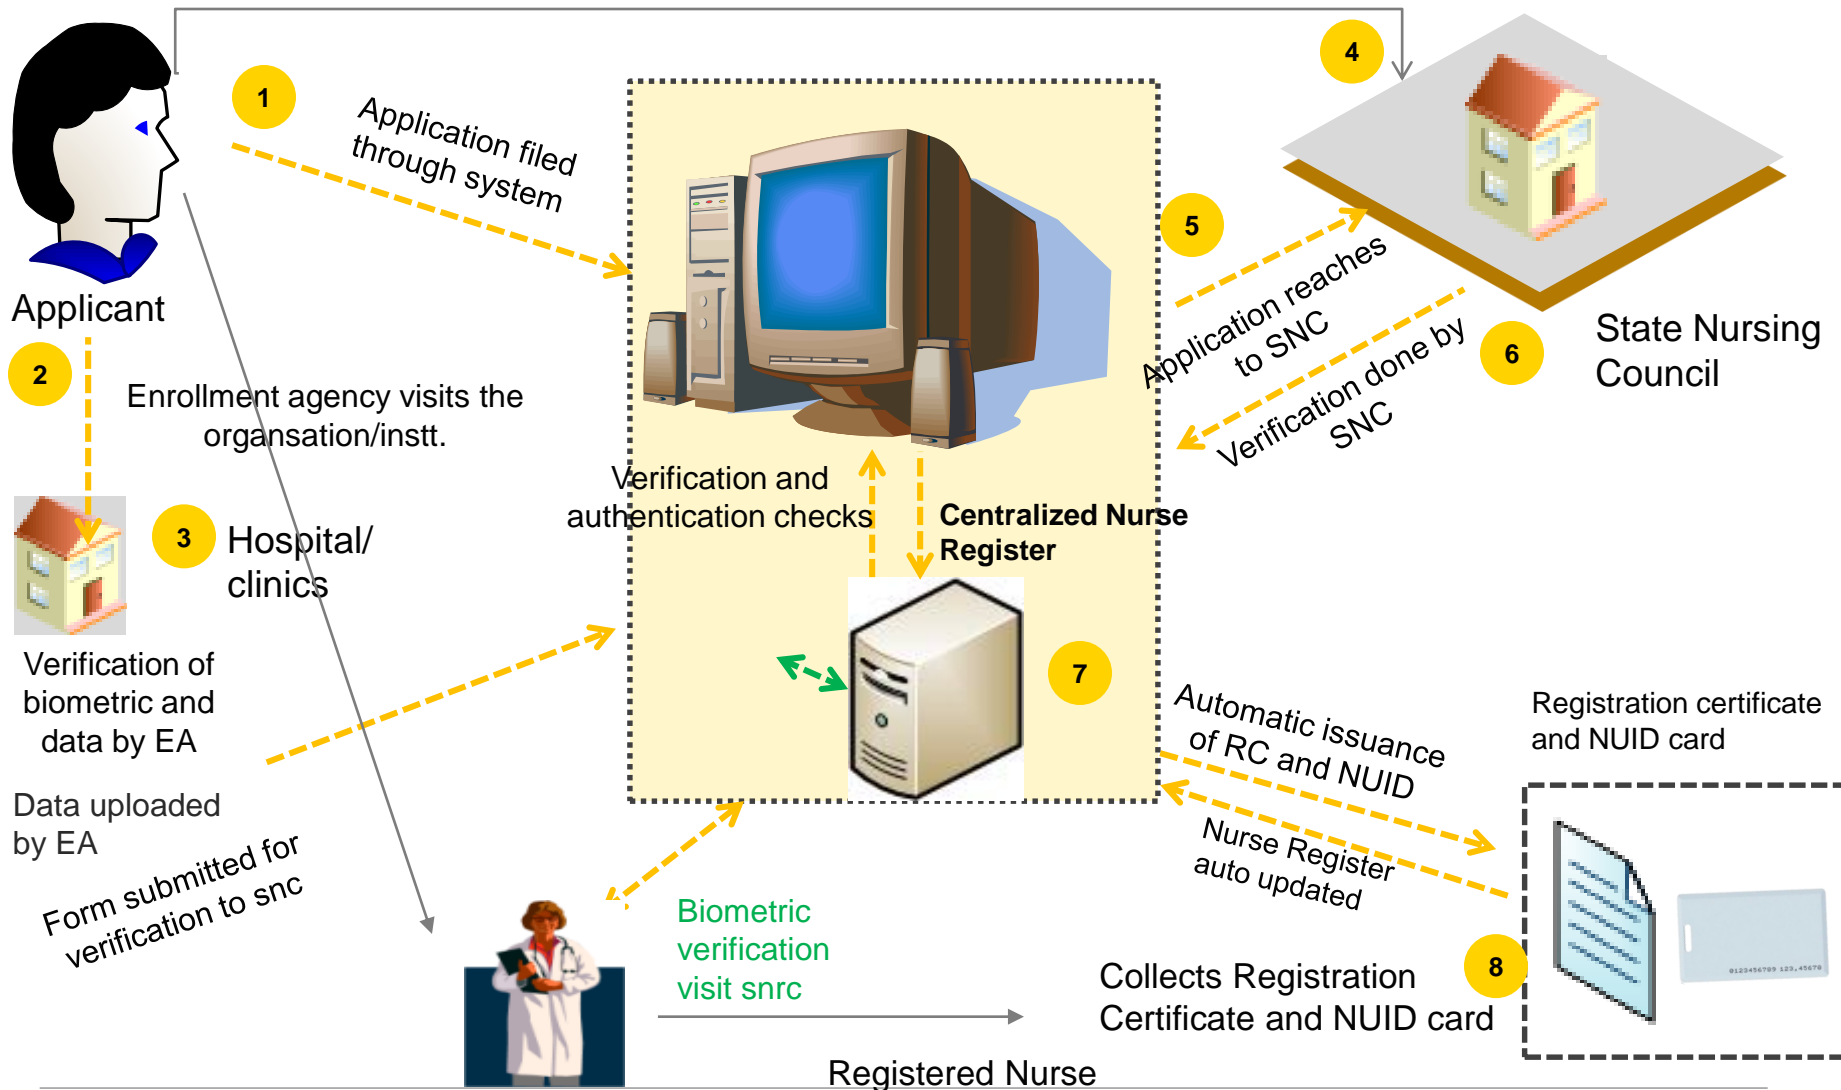 1
Application filed
through system
4
5
Application reaches
to SNC
6
Verification done by
SNC
State Nursing
Council
Applicant
2
Enrollment agency visits the
organsation/instt.
3
Hospital/
clinics
Verification and
authentication checks
Centralized Nurse
Register
7
Verification of
biometric and
data by EA
Data uploaded
by EA
Form submitted for
verification to snc
Automatic issuance
of RC and NUID
Nurse Register
auto updated
Registration certificate
and NUID card
0123456789 123,45678
Biometric
verification
visit snrc
8
Collects Registration
Certificate and NUID card
Registered Nurse